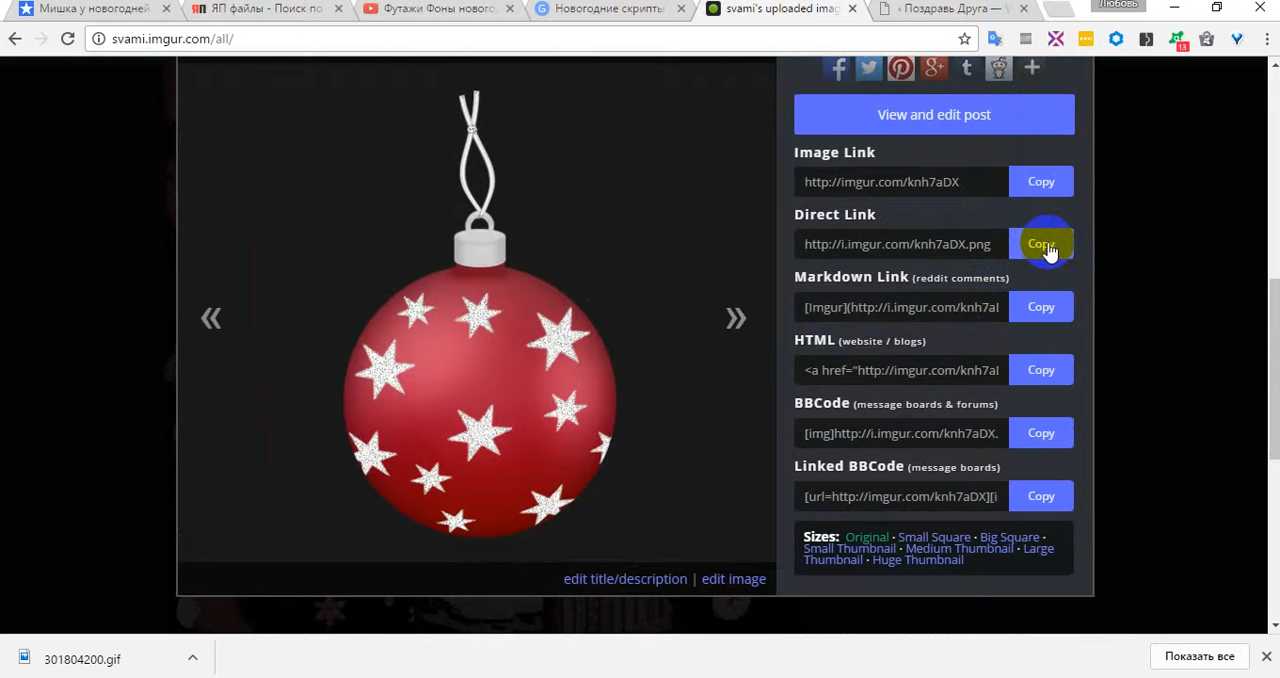 Мишка у новогодней
ЯП файлы - Поиск по
Футажи Фоны нового
Новогодние скрипты
svami's uploaded imag
‹ Поздравь Друга —
Любовь
svami.imgur.com/all/
13
View and edit post
Image Link
http://imgur.com/knh7aDX
Copy
Direct Link
http://i.imgur.com/knh7aDX.png
Copy
Markdown Link (reddit comments)
[Imgur](http://i.imgur.com/knh7al
Copy
HTML (website / blogs)
<a href="http://imgur.com/knh7al
Copy
BBCode (message boards & forums)
[img]http://i.imgur.com/knh7aDX.
Copy
Linked BBCode (message boards)
[url=http://imgur.com/knh7aDX][i
Copy
Sizes: Original · Small Square · Big Square ·
Small Thumbnail · Medium Thumbnail · Large
Thumbnail · Huge Thumbnail
edit title/description | edit image
301804200.gif
Показать все